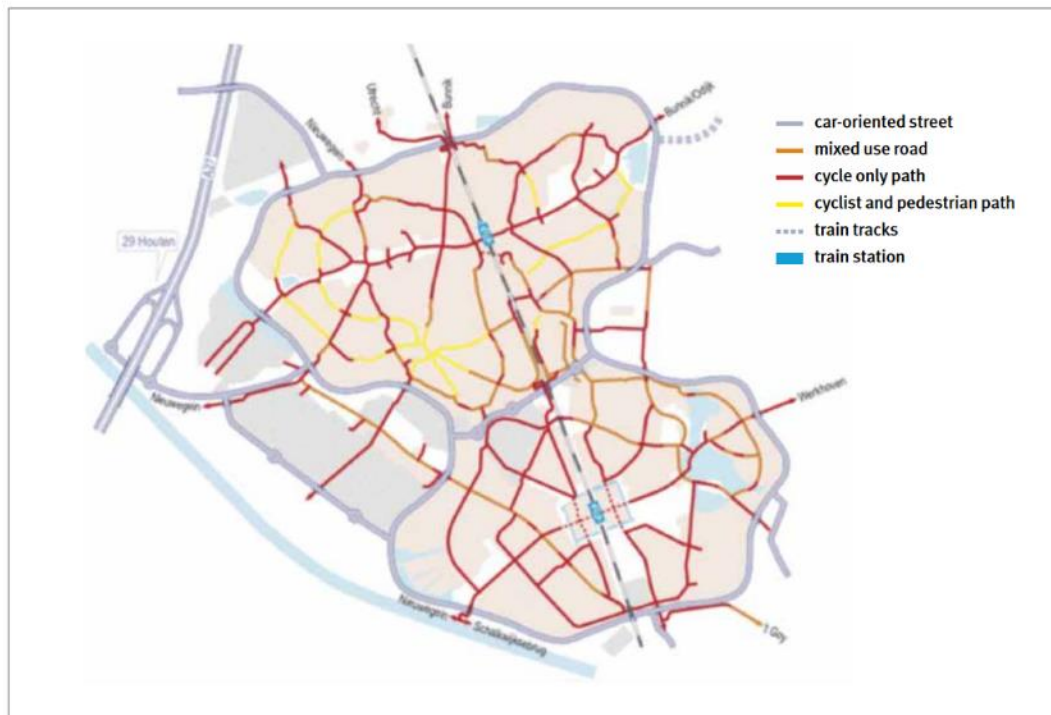 Utrecht
Bunnik
Bunnik/Odijk
Nieuwegein
A27
29 Houten
Nieuwegein
Werkhoven
Nieuwegein
Schalkwijksebrug
't Goy
car-oriented street
mixed use road
cycle only path
cyclist and pedestrian path
train tracks
train station